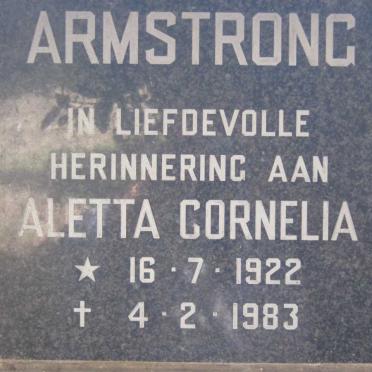 ARMSTRONG
IN LIEFDEVOLLE
HERINNERING AAN
ALETTA CORNELIA
★ 16·7·1922
✝ 4·2·1983